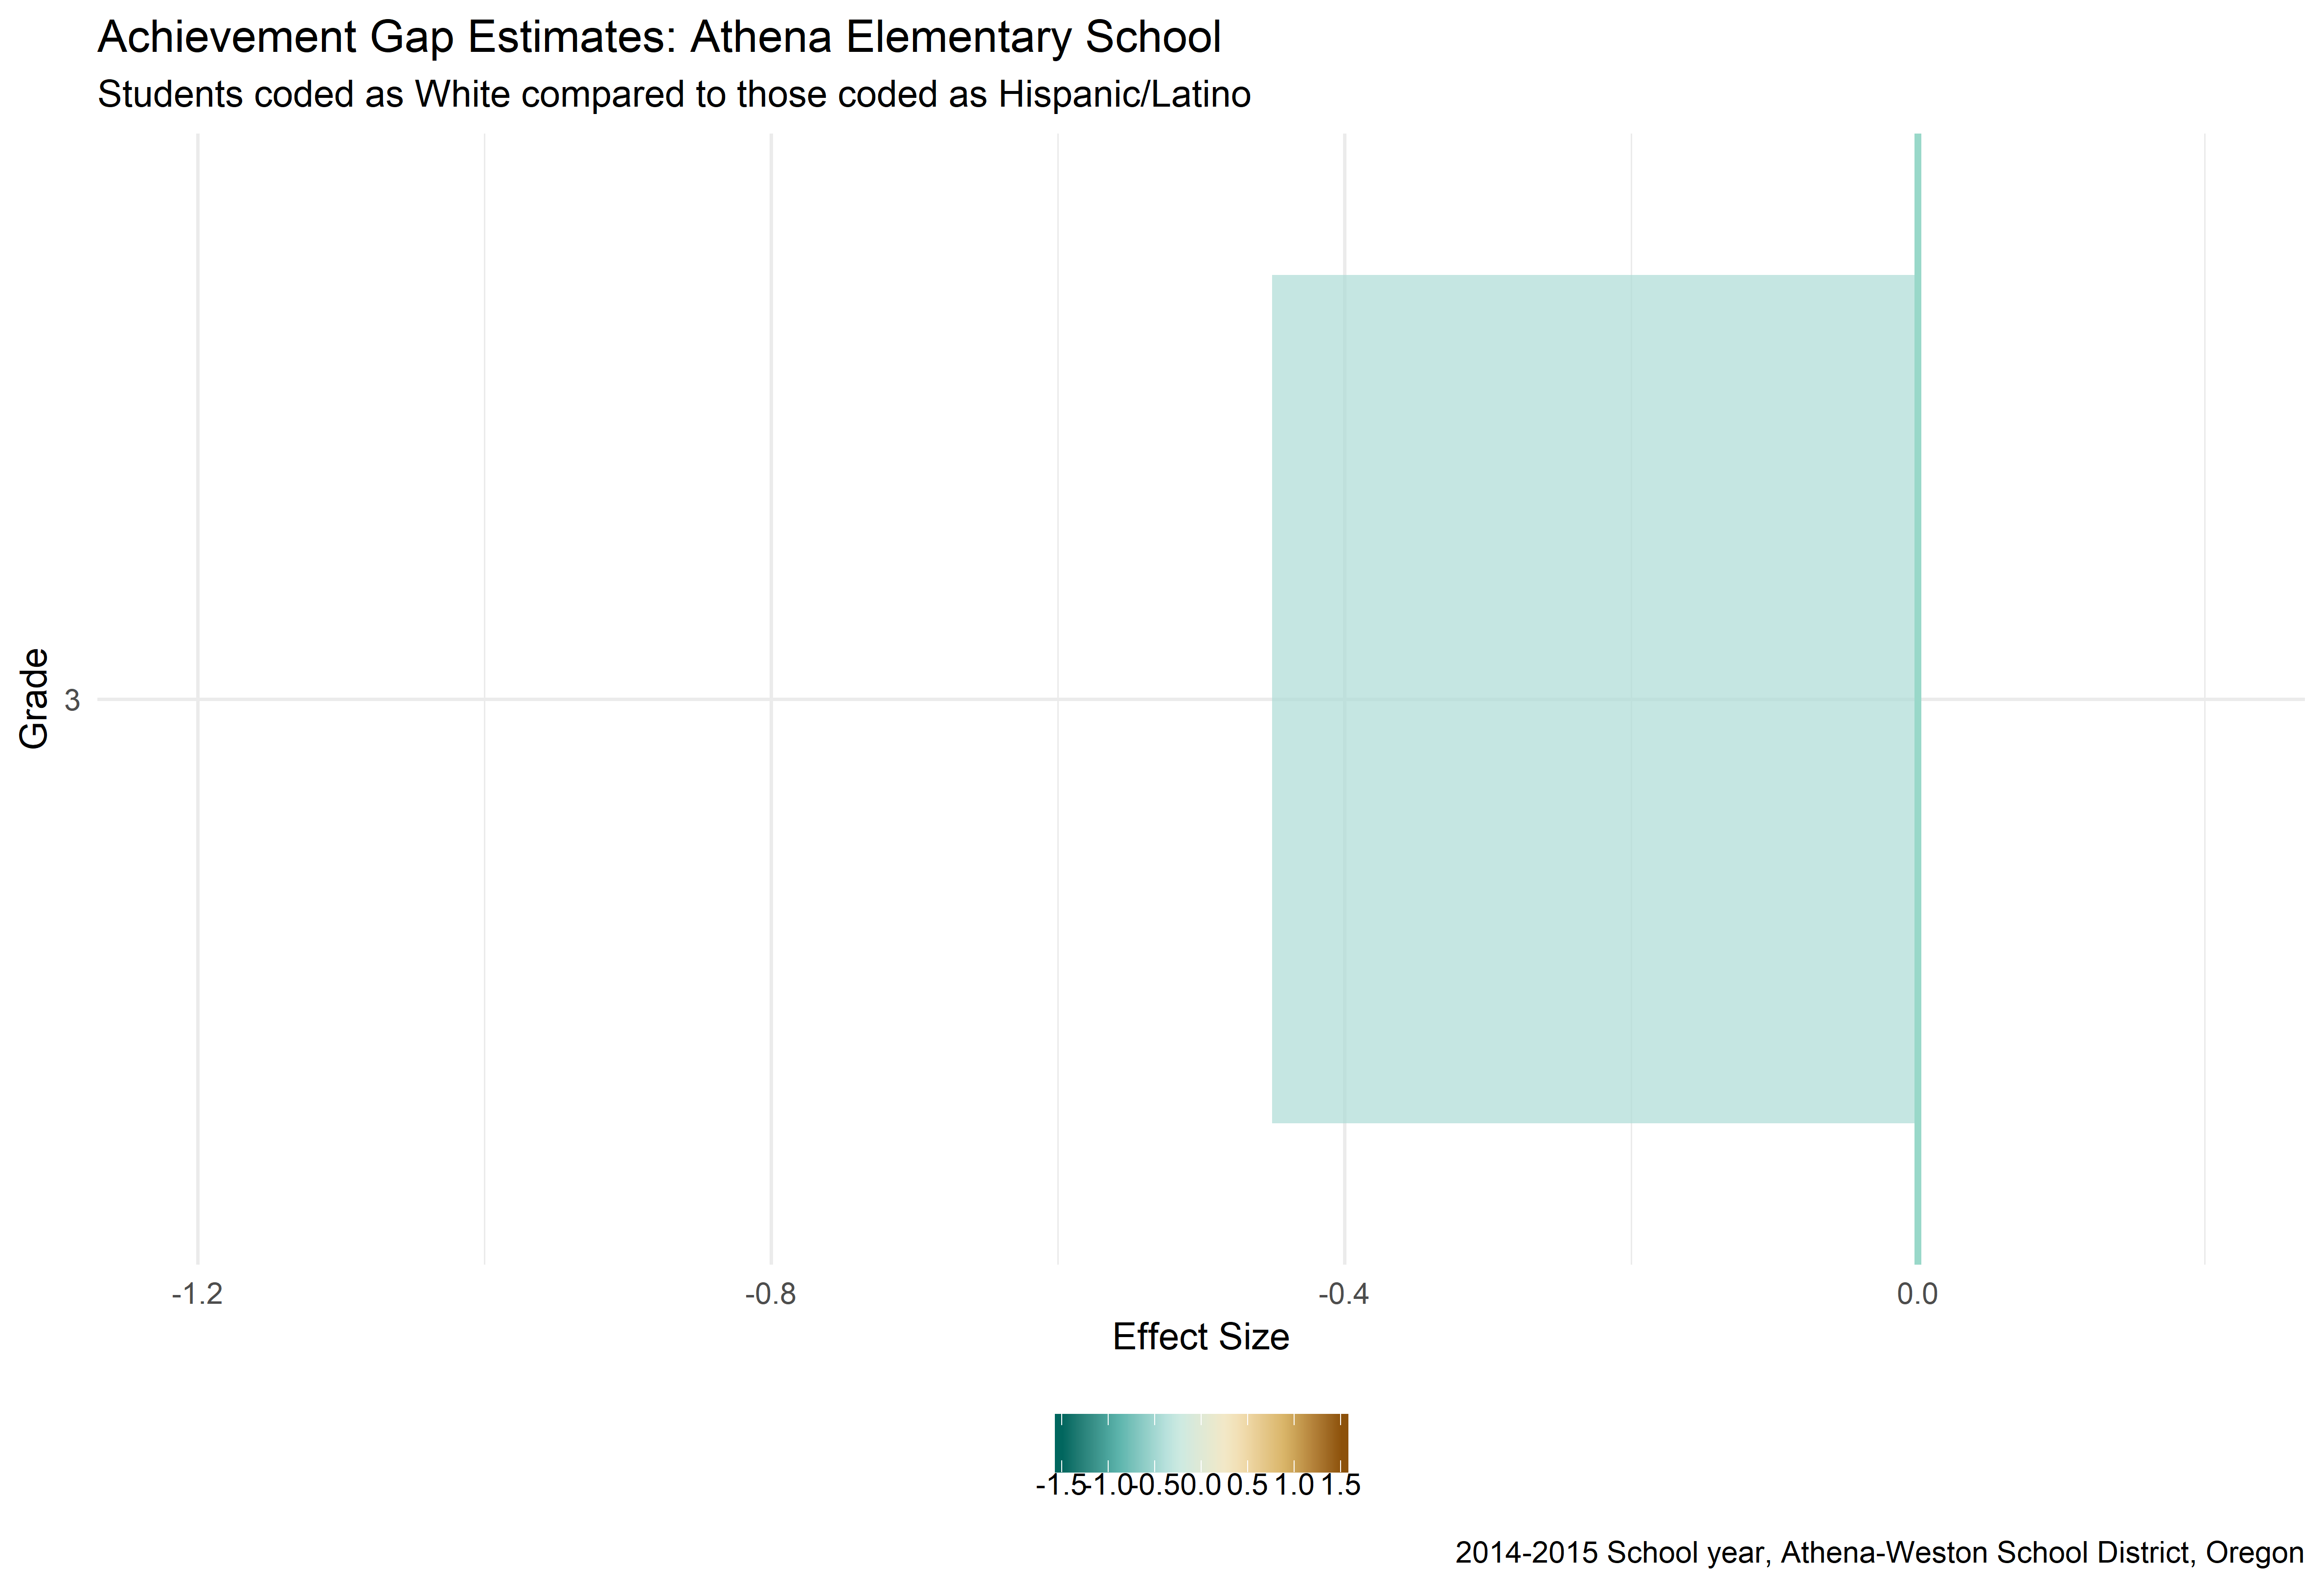 Achievement Gap Estimates: Athena Elementary School
Students coded as White compared to those coded as Hispanic/Latino
Grade
3
-1.2 -0.8 -0.4 0.0
Effect Size
-1.5 -1.0 -0.5 0.0 0.5 1.0 1.5
2014-2015 School year, Athena-Weston School District, Oregon